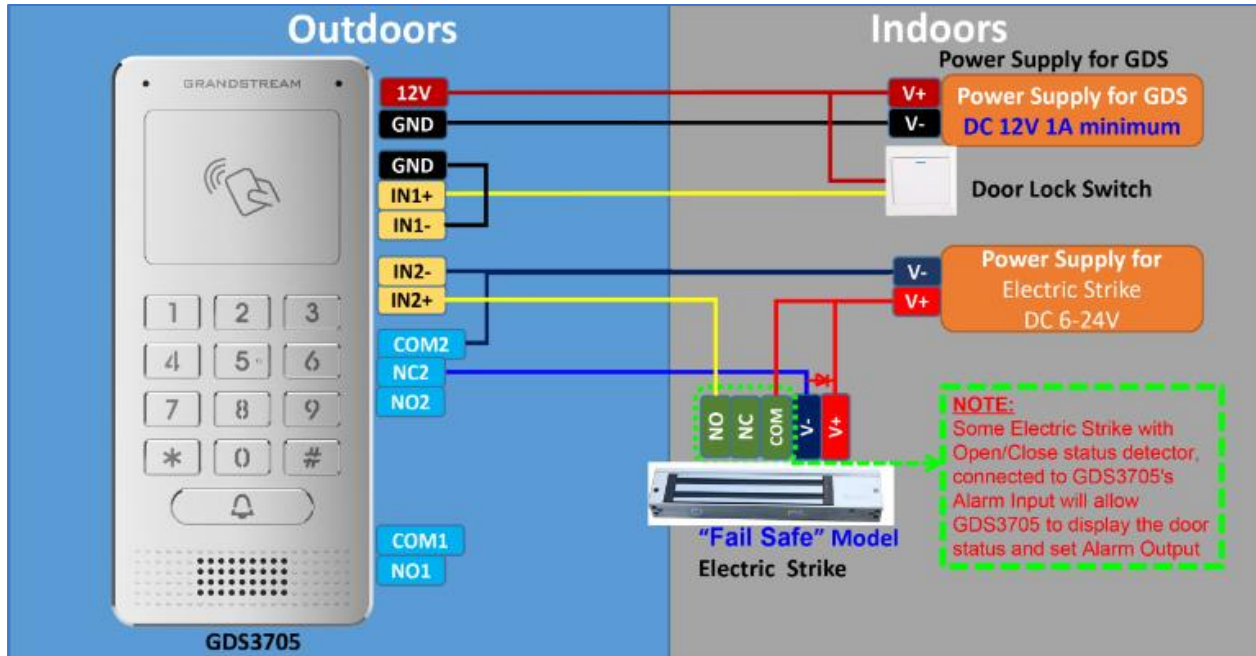 Outdoors
Indoors
GRANDSTREAM
12V
GND
GND
IN1+
IN1-
IN2-
IN2+
COM2
NC2
NO2
COM1
NO1
1 2 3
4 5 6
7 8 9
* 0 #
GDS3705
Power Supply for GDS
V+
V-
Power Supply for GDS
DC 12V 1A minimum
Door Lock Switch
V-
V+
Power Supply for
Electric Strike
DC 6-24V
NO
NC
COM
V-
V+
"Fail Safe" Model
Electric Strike
NOTE:
Some Electric Strike with
Open/Close status detector,
connected to GDS3705's
Alarm Input will allow
GDS3705 to display the door
status and set Alarm Output